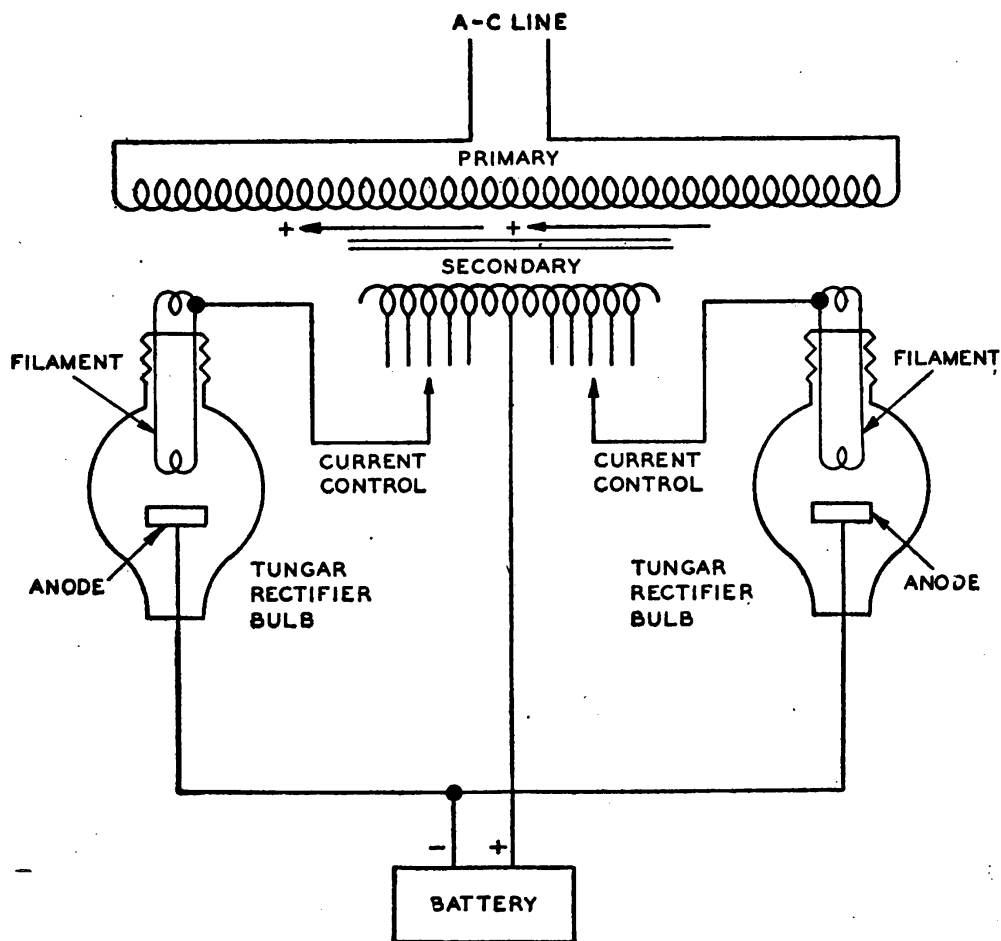 A-C LINE
PRIMARY
+ +
SECONDARY
FILAMENT
FILAMENT
CURRENT
CONTROL
CURRENT
CONTROL
ANODE
TUNGAR
RECTIFIER
BULB
TUNGAR
RECTIFIER
BULB
ANODE
- +
BATTERY